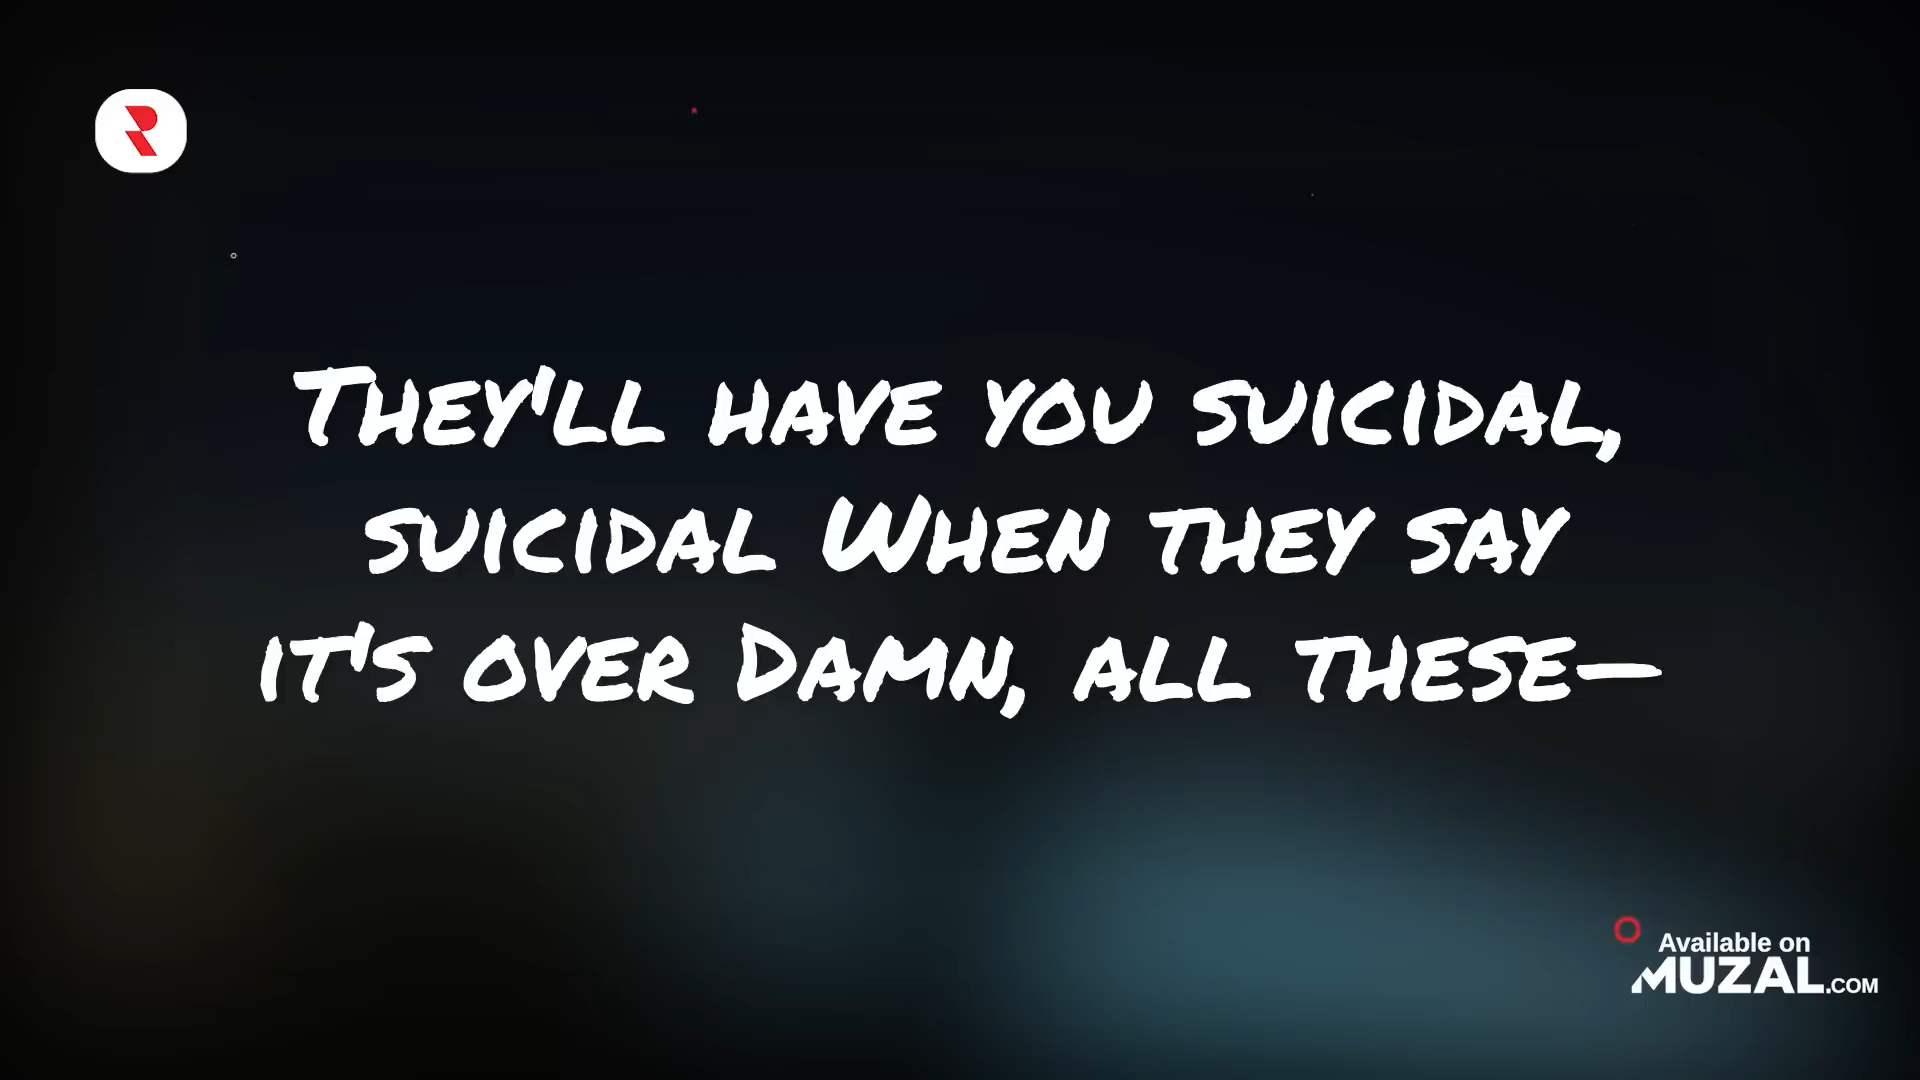 They'll have you suicidal,
suicidal When they say
it's over Damn, all these—
Available on
MUZAL.COM